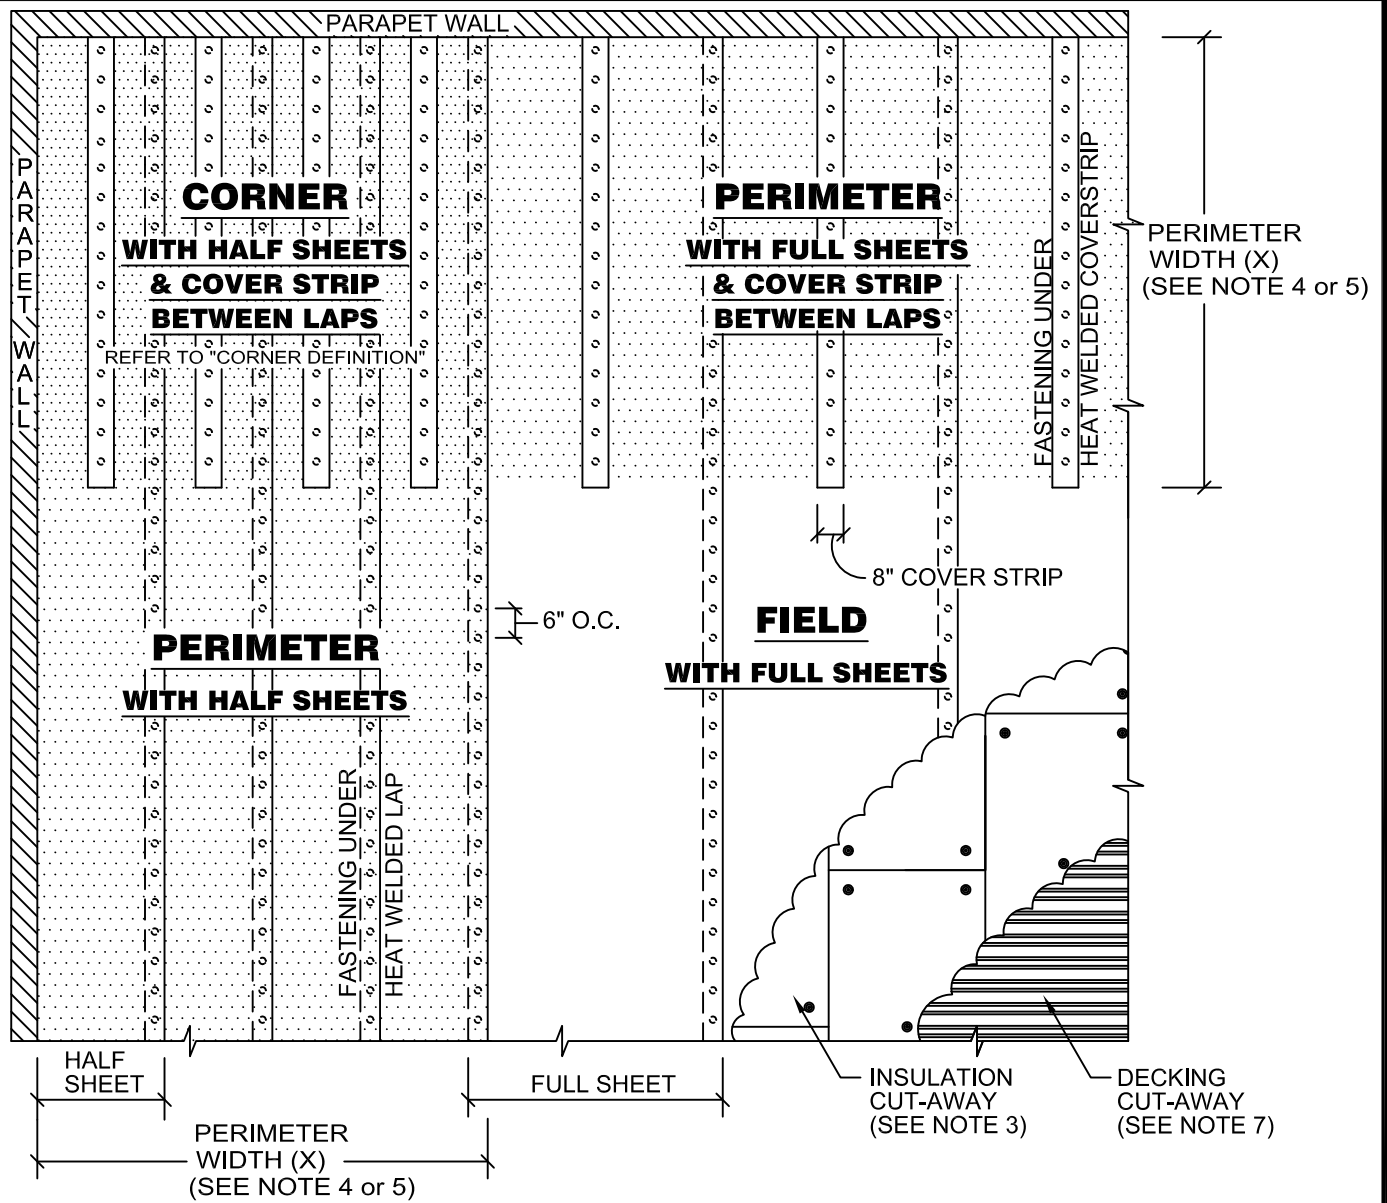 PARAPET WALL
PARAPET WALL
CORNER
WITH HALF SHEETS
& COVER STRIP
BETWEEN LAPS
REFER TO "CORNER DEFINITION"
PERIMETER
WITH FULL SHEETS
& COVER STRIP
BETWEEN LAPS
FASTENING UNDER
HEAT WELDED COVERSTRIP
PERIMETER
WIDTH (X)
(SEE NOTE 4 or 5)
8" COVER STRIP
6" O.C.
FIELD
WITH FULL SHEETS
PERIMETER
WITH HALF SHEETS
FASTENING UNDER
HEAT WELDED LAP
HALF
SHEET
FULL SHEET
INSULATION
CUT-AWAY
(SEE NOTE 3)
DECKING
CUT-AWAY
(SEE NOTE 7)
PERIMETER
WIDTH (X)
(SEE NOTE 4 or 5)